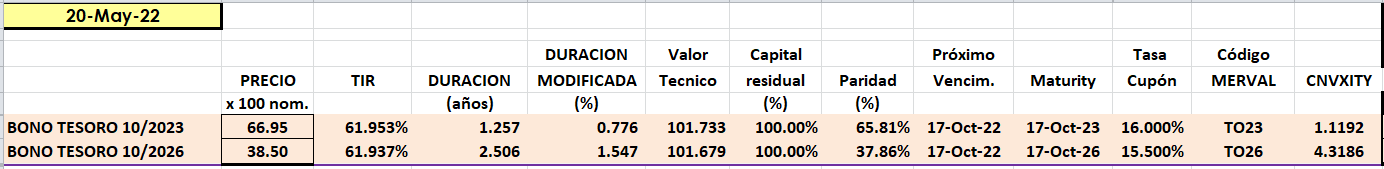 20-May-22
DURACION Valor Capital Próximo Tasa Código
PRECIO TIR DURACION MODIFICADA Tecnico residual Paridad Vencim. Maturity Cupón MERVAL CNVXITY
x 100 nom. (años) (%) (%) (%)
BONO TESORO 10/2023 66.95 61.953% 1.257 0.776 101.733 100.00% 65.81% 17-Oct-22 17-Oct-23 16.000% TO23 1.1192
BONO TESORO 10/2026 38.50 61.937% 2.506 1.547 101.679 100.00% 37.86% 17-Oct-22 17-Oct-26 15.500% TO26 4.3186